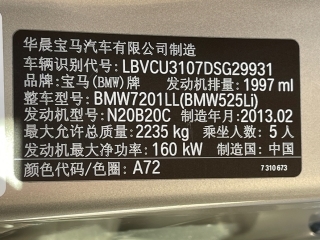 华晨宝马汽车有限公司制造
车辆识别代号: LBVCU3107DSG29931
品牌: 宝马(BMW)牌 发动机排量: 1997 ml
整车型号: BMW7201LL(BMW525Li)
发动机型号: N20B20C 制造年月: 2013.02
最大允许总质量: 2235 kg 乘坐人数: 5 人
发动机最大净功率: 160 kW 制造国: 中国
颜色代码/色圈: A72 7 310 673